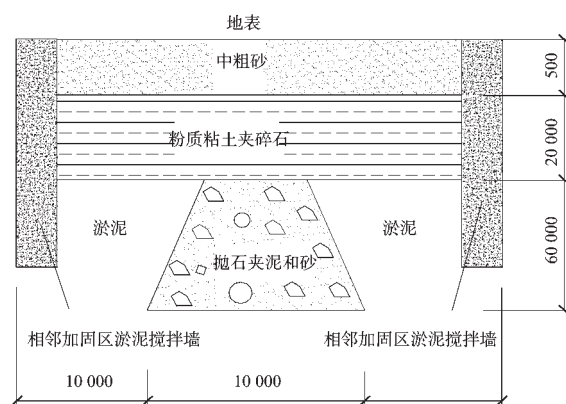 地表
中粗砂
500
粉质粘土夹碎石
20 000
淤泥
淤泥
抛石夹泥和砂
60 000
相邻加固区淤泥搅拌墙
相邻加固区淤泥搅拌墙
10 000
10 000